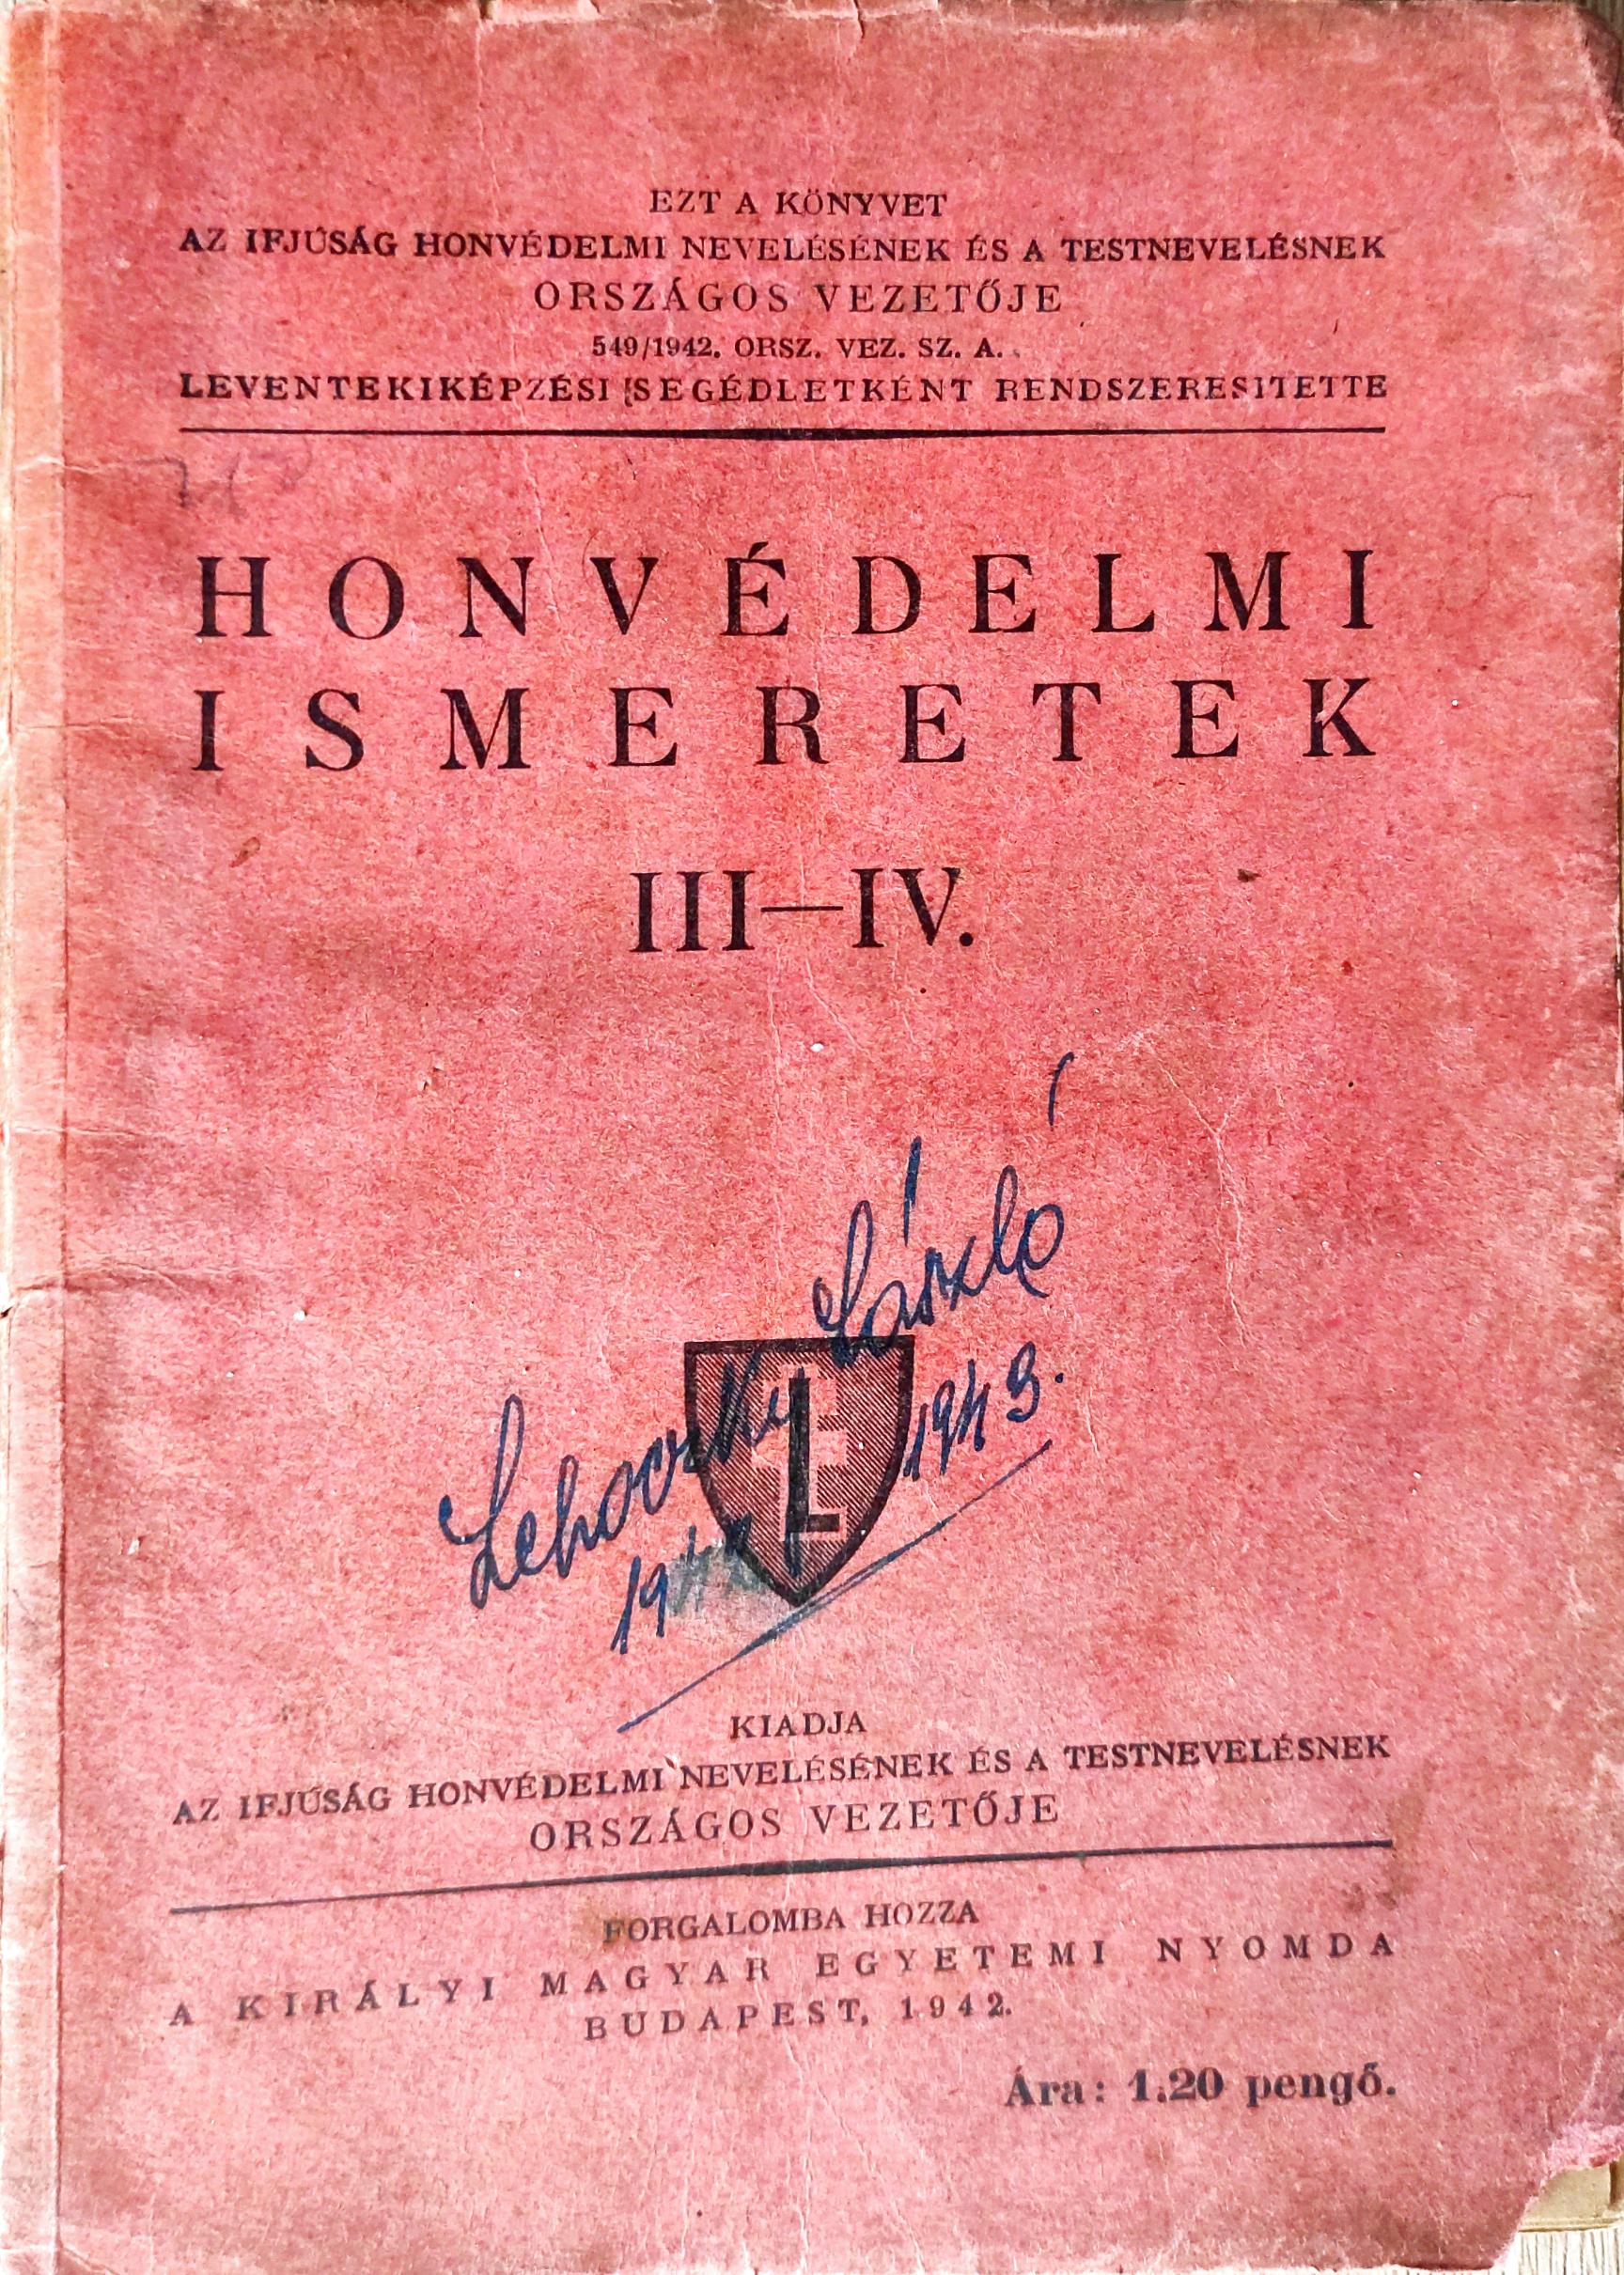 EZT A KÖNYVET
AZ IFJÚSÁG HONVÉDELMI NEVELÉSÉNEK ÉS A TESTNEVELÉSNEK
ORSZÁGOS VEZETŐJE
549/1942. ORSZ. VEZ. SZ. A.
LEVENTEKIKÉPZÉSI SEGÉDLETKÉNT RENDSZERESITETTE
HONVÉDELMI
ISMERETEK
III—IV.
Lehoczky László
1943.
L
KIADJA
AZ IFJÚSÁG HONVÉDELMI NEVELÉSÉNEK ÉS A TESTNEVELÉSNEK
ORSZÁGOS VEZETŐJE
FORGALOMBA HOZZA
A KIRÁLYI MAGYAR EGYETEMI NYOMDA
BUDAPEST, 1942.
Ára: 1.20 pengő.